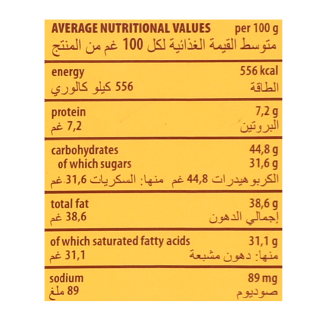 AVERAGE NUTRITIONAL VALUES per 100 g
متوسط القيمة الغذائية لكل 100 غم من المنتج
energy 556 kcal
الطاقة 556 كيلو كالوري
protein 7,2 g
البروتين 7,2 غم
carbohydrates 44,8 g
of which sugars 31,6 g
الكربوهيدرات 44,8 غم منها: السكريات 31,6 غم
total fat 38,6 g
إجمالي الدهون 38,6 غم
of which saturated fatty acids 31,1 g
منها: دهون مشبعة 31,1 غم
sodium 89 mg
صوديوم 89 ملغ